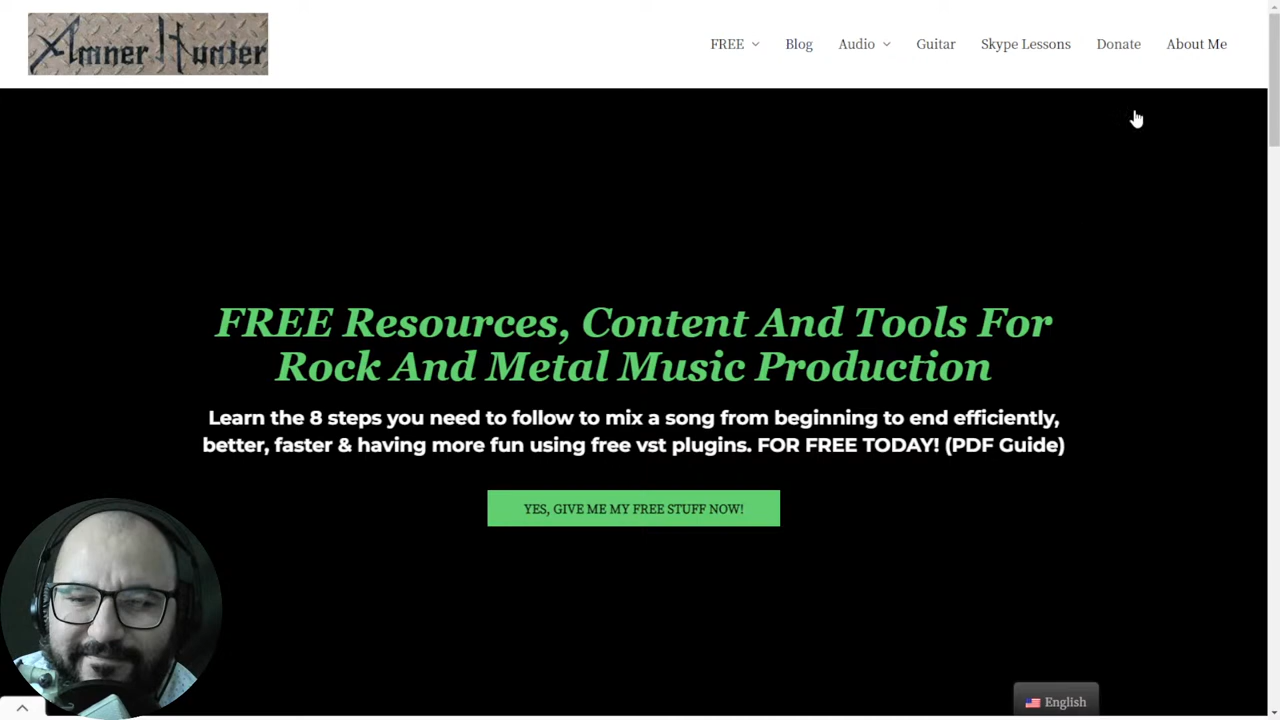 Amner Hunter
FREE Blog Audio Guitar Skype Lessons Donate About Me
FREE Resources, Content And Tools For
Rock And Metal Music Production
Learn the 8 steps you need to follow to mix a song from beginning to end efficiently,
better, faster & having more fun using free vst plugins. FOR FREE TODAY! (PDF Guide)
YES, GIVE ME MY FREE STUFF NOW!
English